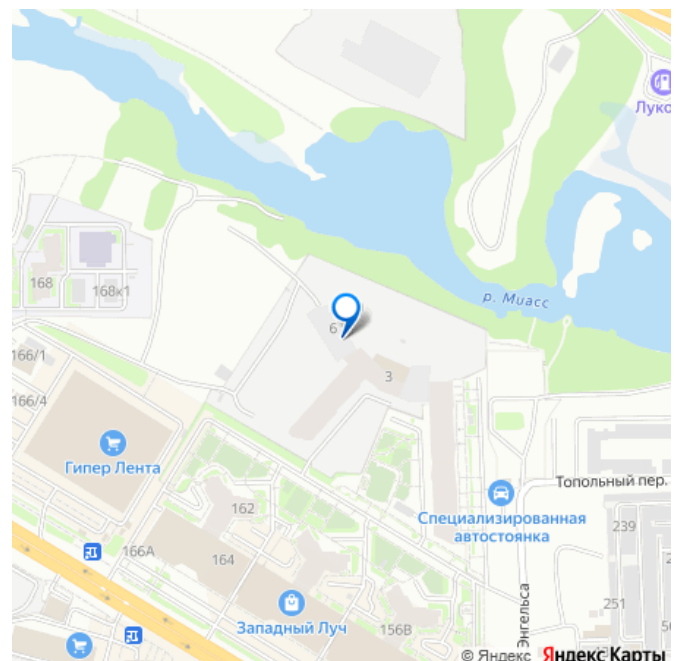 Луко
р. Миасс
168
168к1
6
3
166/1
166/4
Гипер Лента
Топольный пер.
Специализированная
автостоянка
239
162
166А
164
251
Западный Луч
156В
Энгельса
© Яндекс Яндекс Карты